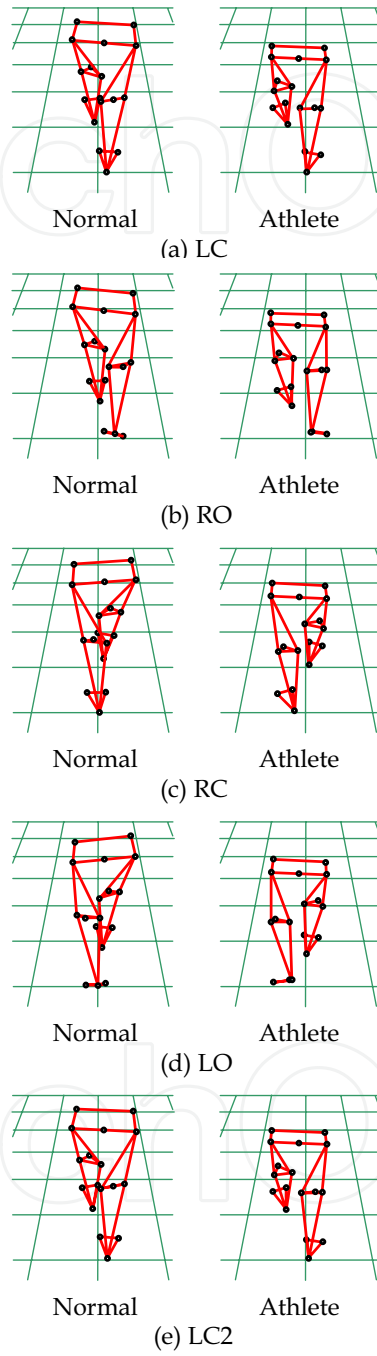 Normal Athlete
(a) LC
Normal Athlete
(b) RO
Normal Athlete
(c) RC
Normal Athlete
(d) LO
Normal Athlete
(e) LC2